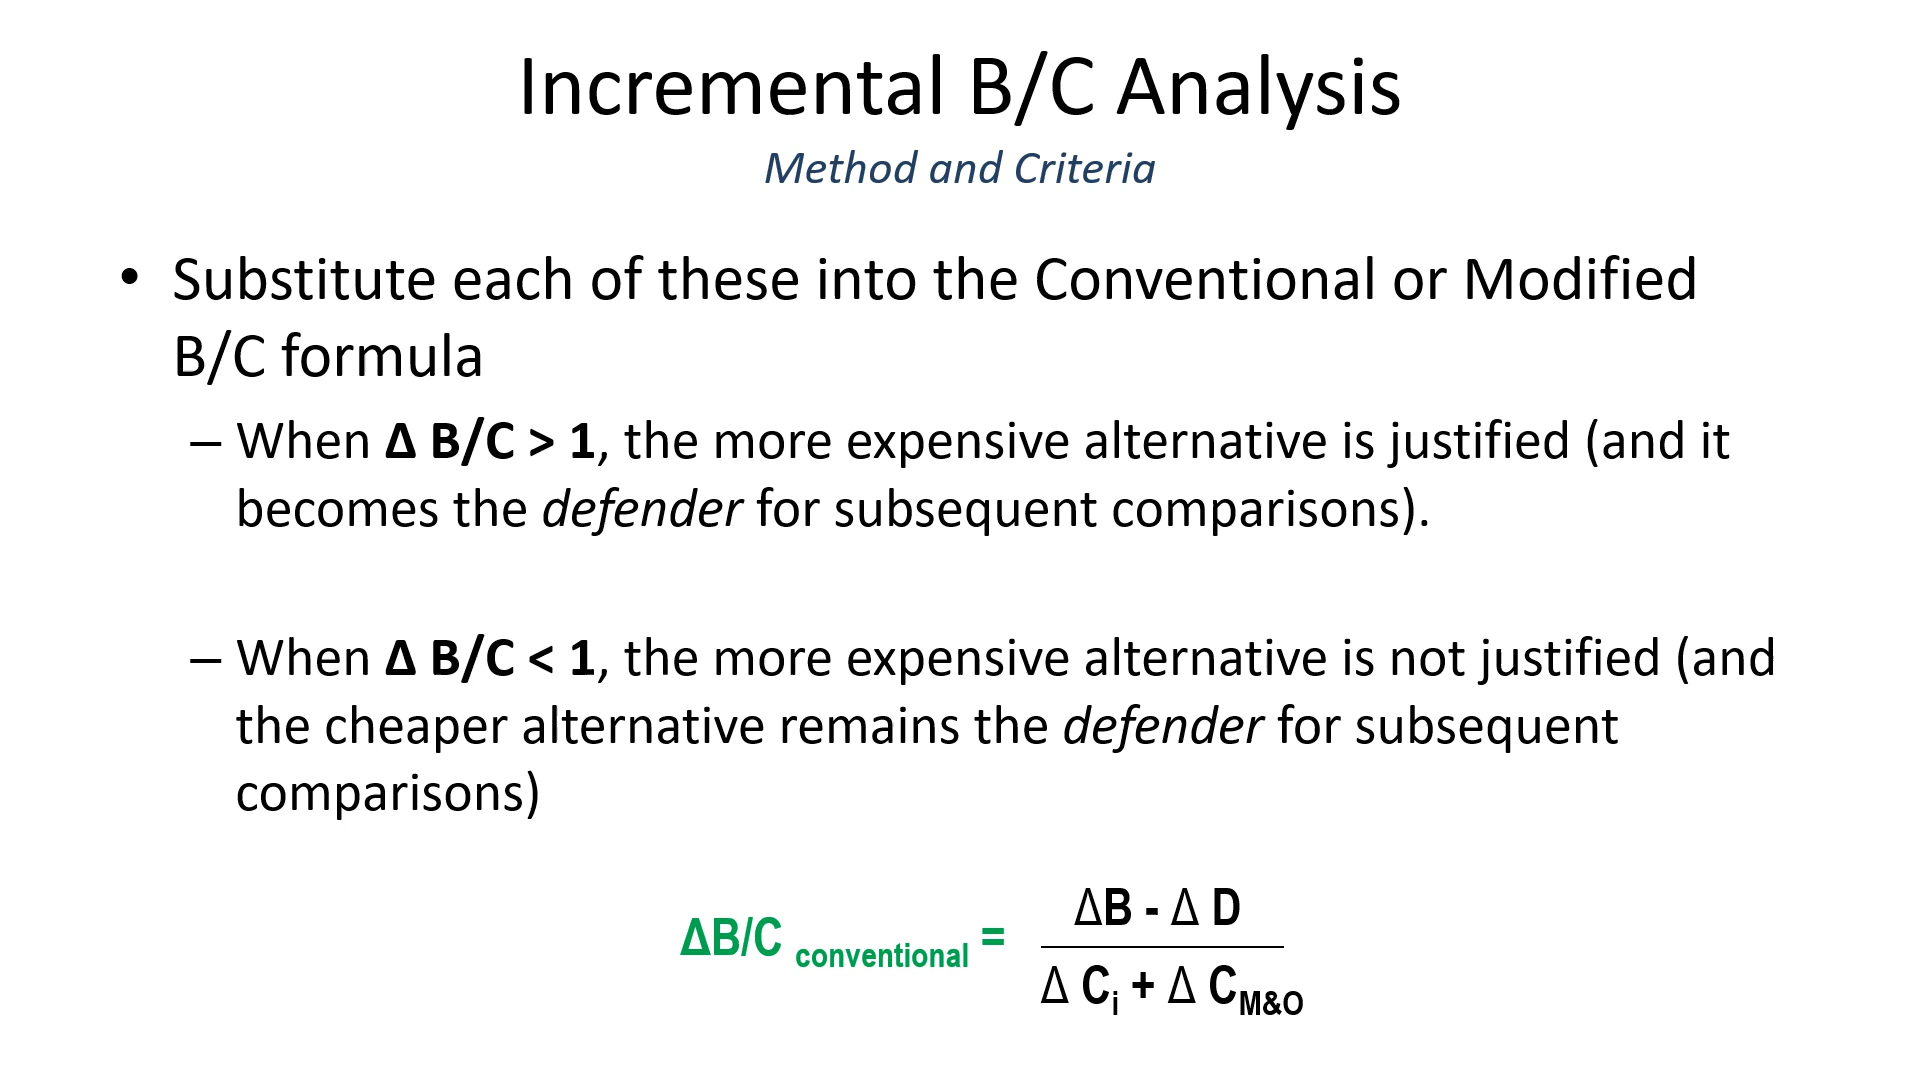 Incremental B/C Analysis
Method and Criteria
• Substitute each of these into the Conventional or Modified
B/C formula
– When Δ B/C > 1, the more expensive alternative is justified (and it
becomes the defender for subsequent comparisons).
– When Δ B/C < 1, the more expensive alternative is not justified (and
the cheaper alternative remains the defender for subsequent
comparisons)
ΔB/C conventional =
ΔB - Δ D
Δ Ci + Δ CM&O